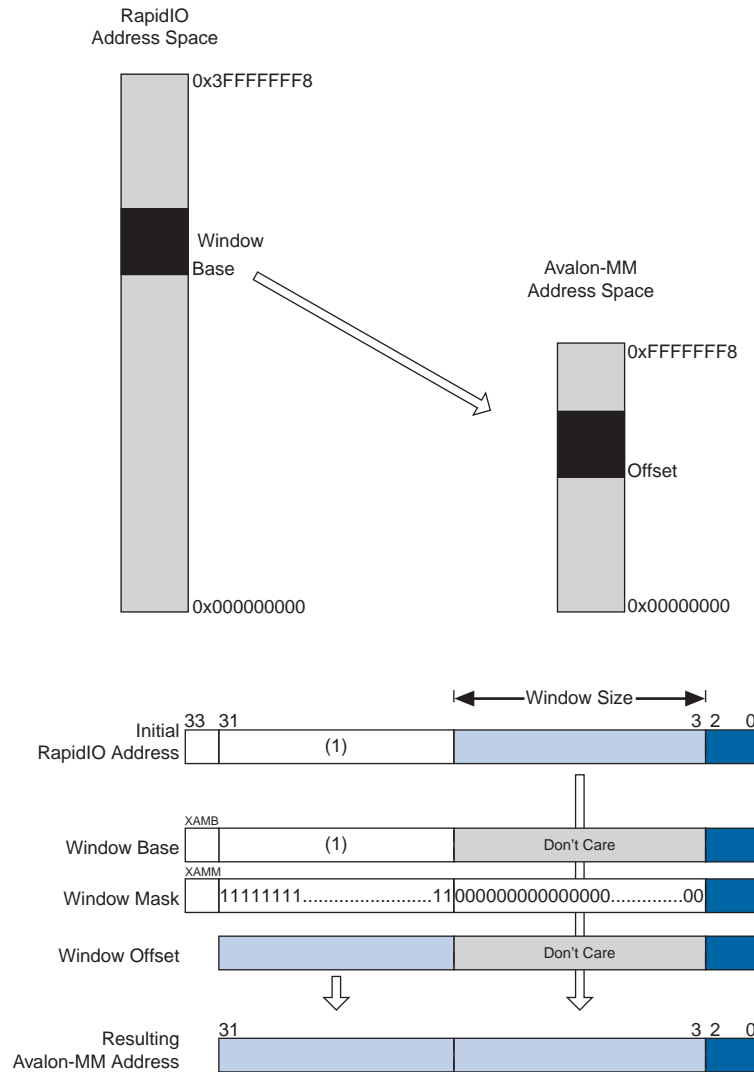 RapidIO
Address Space
0x3FFFFFFF8
Window
Base
0x000000000
Avalon-MM
Address Space
0xFFFFFFF8
Offset
0x00000000
Window Size
33 31 3 2 0
Initial
RapidIO Address
(1)
XAMB
Window Base
(1)
Don't Care
XAMM
Window Mask
11111111.........................11 0000000000000000.............00
Window Offset
Don't Care
31 3 2 0
Resulting
Avalon-MM Address